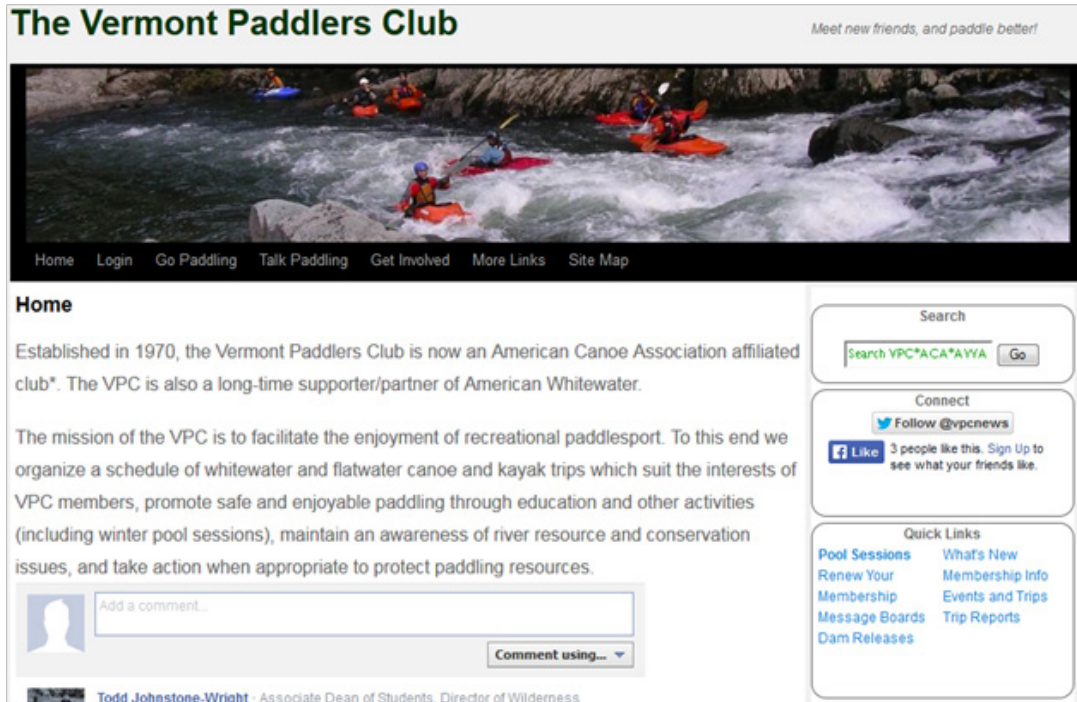 The Vermont Paddlers Club
Meet new friends, and paddle better!
Home Login Go Paddling Talk Paddling Get Involved More Links Site Map
Home
Established in 1970, the Vermont Paddlers Club is now an American Canoe Association affiliated
club*. The VPC is also a long-time supporter/partner of American Whitewater.
The mission of the VPC is to facilitate the enjoyment of recreational paddlesport. To this end we
organize a schedule of whitewater and flatwater canoe and kayak trips which suit the interests of
VPC members, promote safe and enjoyable paddling through education and other activities
(including winter pool sessions), maintain an awareness of river resource and conservation
issues, and take action when appropriate to protect paddling resources.
Add a comment...
Comment using...
Todd Johnstone-Wright · Associate Dean of Students, Director of Wilderness
Search
Search VPC*ACA*AWA Go
Connect
Follow @vpcnews
Like 3 people like this. Sign Up to
see what your friends like.
Quick Links
Pool Sessions What's New
Renew Your Membership Info
Membership Events and Trips
Message Boards Trip Reports
Dam Releases